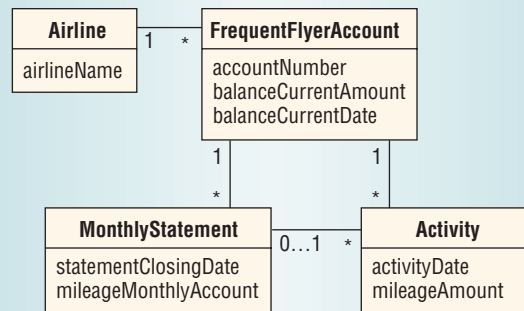 Airline
airlineName
1 *
FrequentFlyerAccount
accountNumber
balanceCurrentAmount
balanceCurrentDate
1
*
1
*
MonthlyStatement
statementClosingDate
mileageMonthlyAccount
0...1 *
Activity
activityDate
mileageAmount